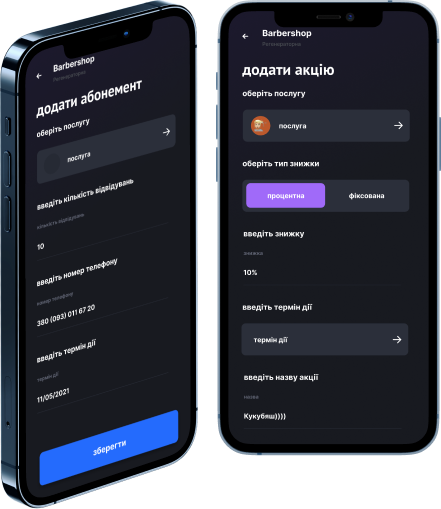 Barbershop
Регенераторна
додати абонемент
оберіть послугу
послуга
введіть кількість відвідувань
кількість відвідувань
10
введіть номер телефону
номер телефону
380 (093) 011 67 20
введіть термін дії
термін дії
11/05/2021
зберегти
Barbershop
Регенераторна
додати акцію
оберіть послугу
послуга
оберіть тип знижки
процентна
фіксована
введіть знижку
знижка
10%
введіть термін дії
термін дії
введіть назву акції
назва
Кукубяш))))